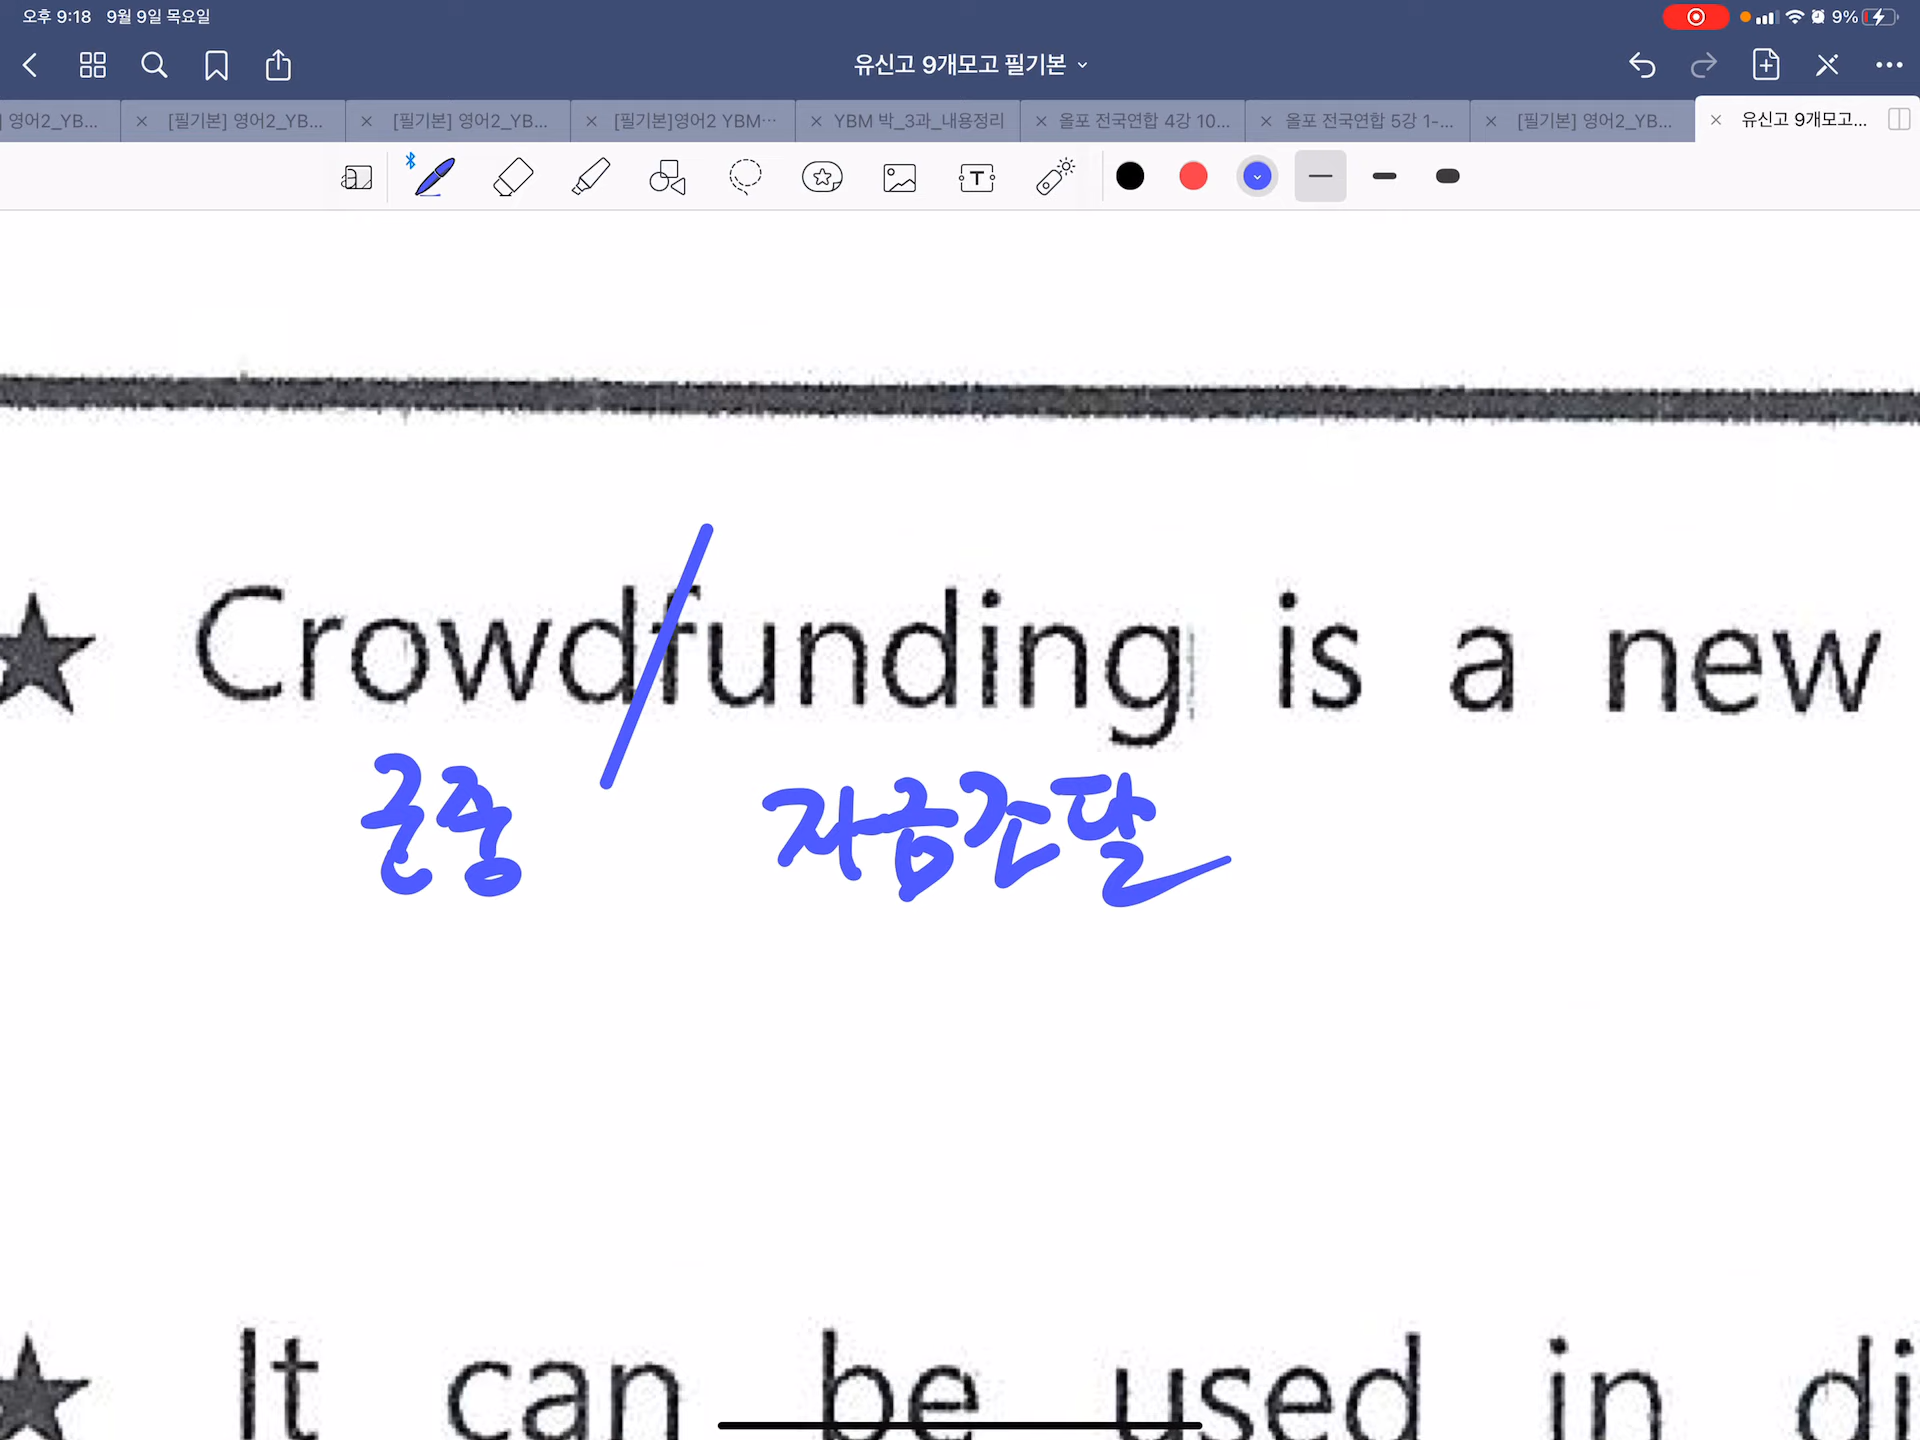 오후 9:18 9월 9일 목요일 9%
유신고 9개모고 필기본
영어2_YB... [필기본] 영어2_YB... [필기본] 영어2_YB... [필기본]영어2 YBM… YBM 박_3과_내용정리 올포 전국연합 4강 10... 올포 전국연합 5강 1-... [필기본] 영어2_YB... 유신고 9개모고...
★ Crowdfunding is a new
군중 자금조달
★ It can be used in di